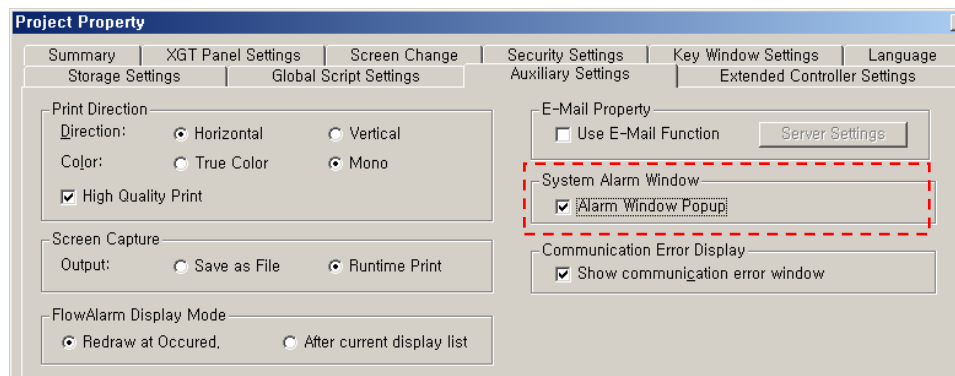 Project Property
Summary
XGT Panel Settings
Screen Change
Security Settings
Key Window Settings
Language
Storage Settings
Global Script Settings
Auxiliary Settings
Extended Controller Settings
Print Direction
Direction:
Horizontal
Vertical
Color:
True Color
Mono
High Quality Print
Screen Capture
Output:
Save as File
Runtime Print
FlowAlarm Display Mode
Redraw at Occured,
After current display list
E-Mail Property
Use E-Mail Function
Server Settings
System Alarm Window
Alarm Window Popup
Communication Error Display
Show communication error window